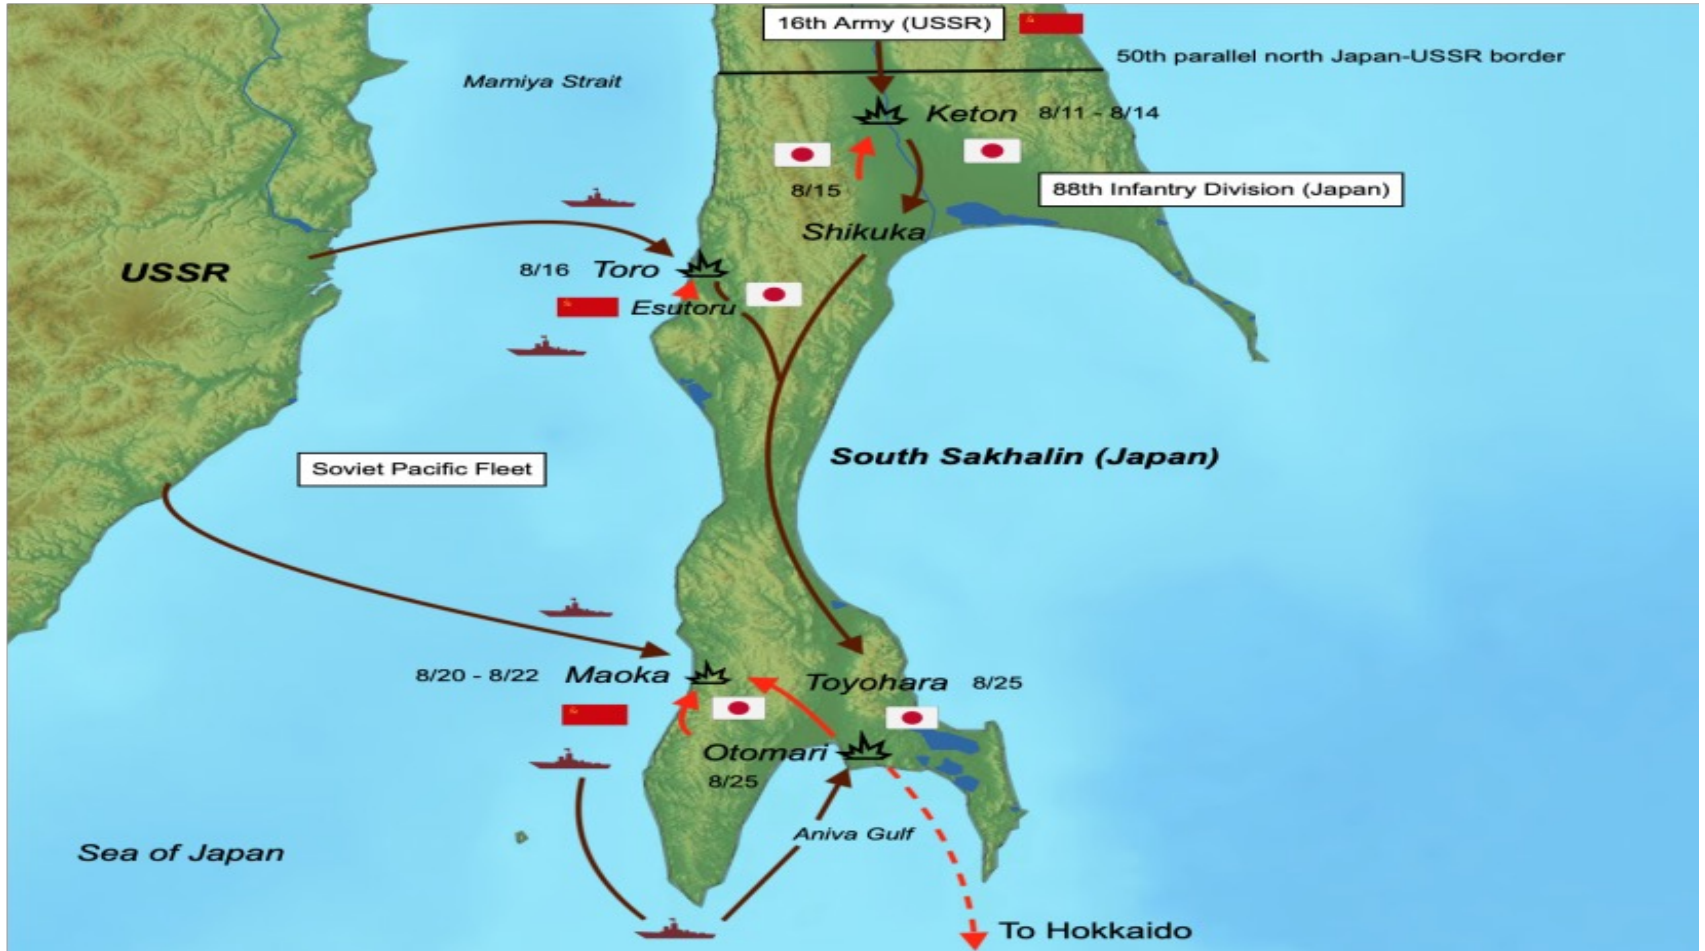 16th Army (USSR)
50th parallel north Japan-USSR border
Mamiya Strait
Keton 8/11 - 8/14
8/15
88th Infantry Division (Japan)
Shikuka
USSR
8/16 Toro
Esutoru
South Sakhalin (Japan)
Soviet Pacific Fleet
8/20 - 8/22 Maoka
Toyohara 8/25
Otomari
8/25
Aniva Gulf
Sea of Japan
To Hokkaido